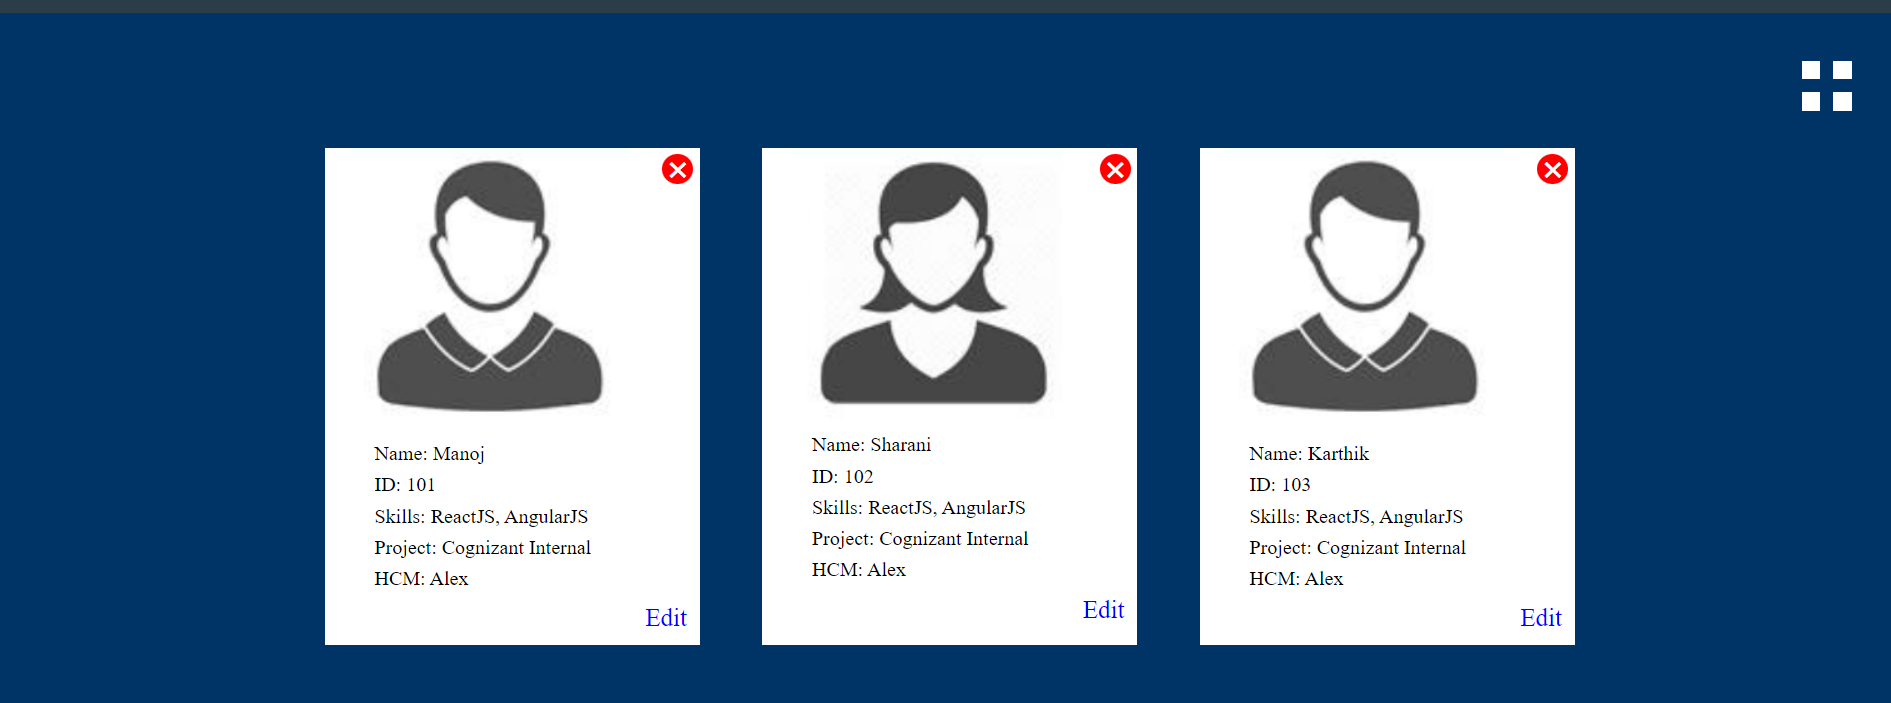 Name: Manoj
ID: 101
Skills: ReactJS, AngularJS
Project: Cognizant Internal
HCM: Alex
Edit
Name: Sharani
ID: 102
Skills: ReactJS, AngularJS
Project: Cognizant Internal
HCM: Alex
Edit
Name: Karthik
ID: 103
Skills: ReactJS, AngularJS
Project: Cognizant Internal
HCM: Alex
Edit